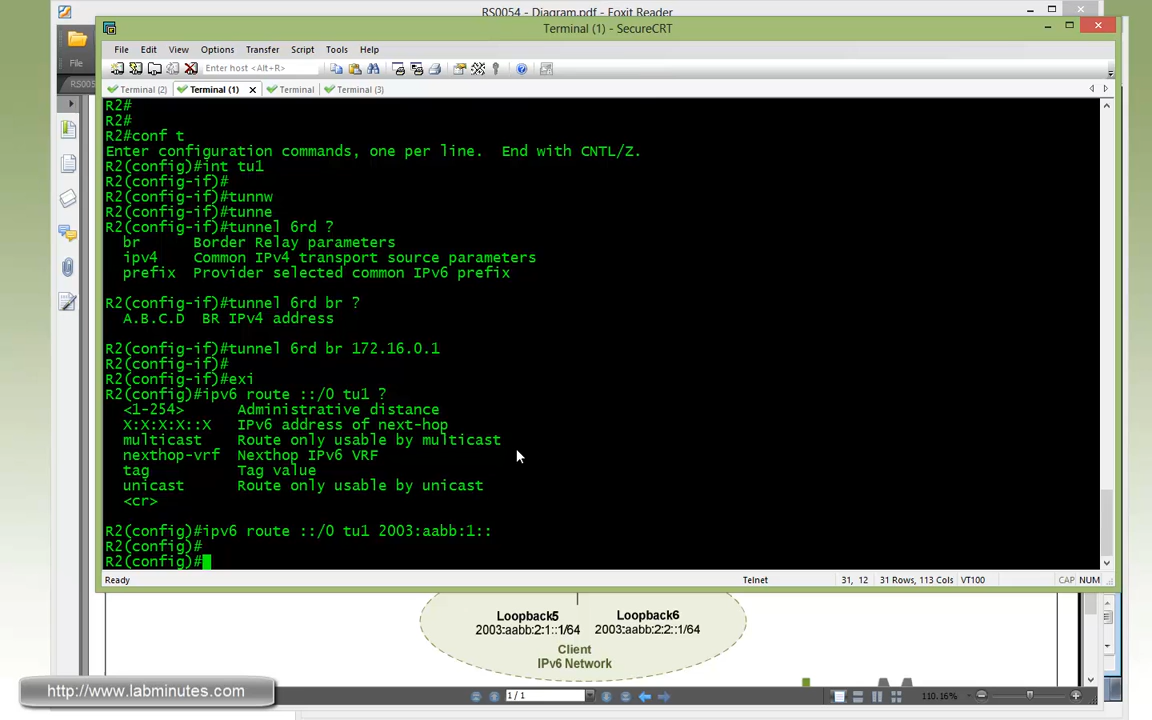 RS0054 - Diagram.pdf - Foxit Reader
Terminal (1) - SecureCRT
File Edit View Options Transfer Script Tools Help
File
Enter host <Alt+R>
RS005
Terminal (2) Terminal (1) Terminal Terminal (3)
R2#
R2#
R2#conf t
Enter configuration commands, one per line.  End with CNTL/Z.
R2(config)#int tu1
R2(config-if)#
R2(config-if)#tunnw
R2(config-if)#tunne
R2(config-if)#tunnel 6rd ?
br Border Relay parameters
ipv4 Common IPv4 transport source parameters
prefix Provider selected common IPv6 prefix
R2(config-if)#tunnel 6rd br ?
A.B.C.D BR IPv4 address
R2(config-if)#tunnel 6rd br 172.16.0.1
R2(config-if)#
R2(config-if)#exi
R2(config)#ipv6 route ::/0 tu1 ?
<1-254> Administrative distance
X:X:X:X::X IPv6 address of next-hop
multicast Route only usable by multicast
nexthop-vrf Nexthop IPv6 VRF
tag Tag value
unicast Route only usable by unicast
<cr>
R2(config)#ipv6 route ::/0 tu1 2003:aabb:1::
R2(config)#
R2(config)#
Ready Telnet 31, 12 31 Rows, 113 Cols VT100 CAP NUM
Loopback5 Loopback6
2003:aabb:2:1::1/64 2003:aabb:2:2::1/64
Client
IPv6 Network
http://www.labminutes.com
1 / 1 110.16%